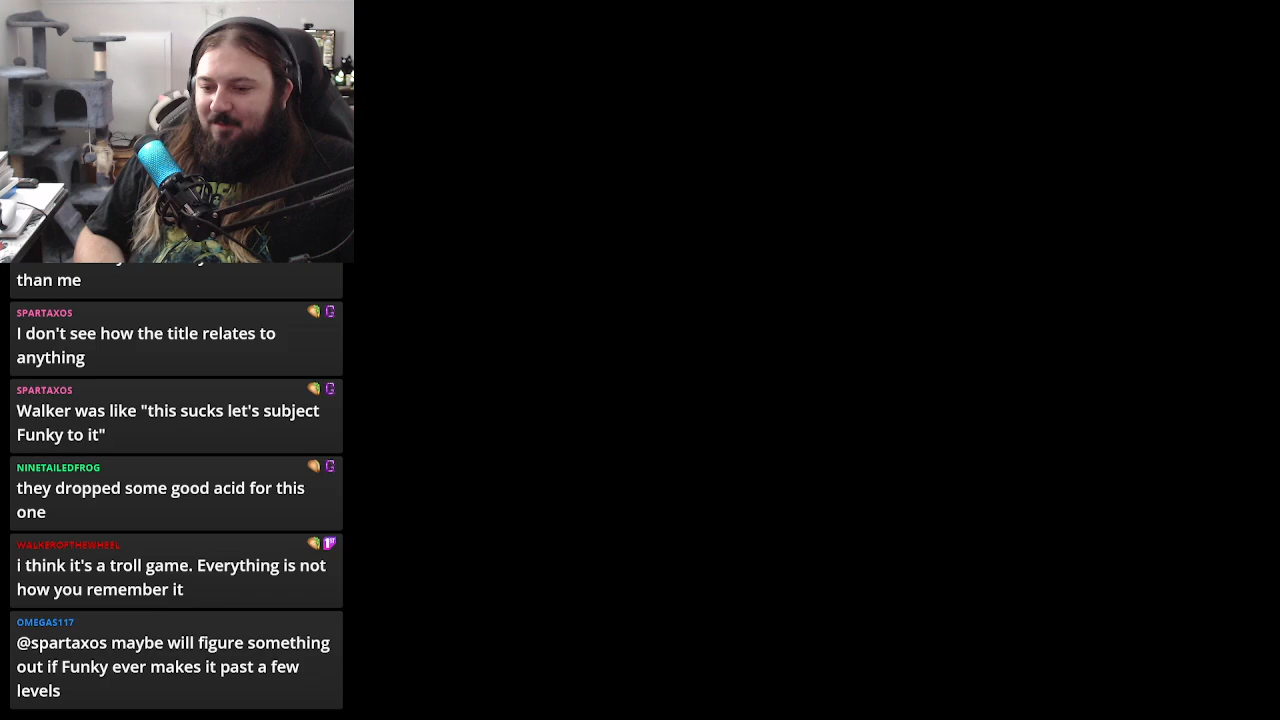 than me
SPARTAXOS
I don't see how the title relates to
anything
SPARTAXOS
Walker was like "this sucks let's subject
Funky to it"
NINETAILEDFROG
they dropped some good acid for this
one
WALKEROFTHEWHEEL
i think it's a troll game. Everything is not
how you remember it
OMEGAS117
@spartaxos maybe will figure something
out if Funky ever makes it past a few
levels